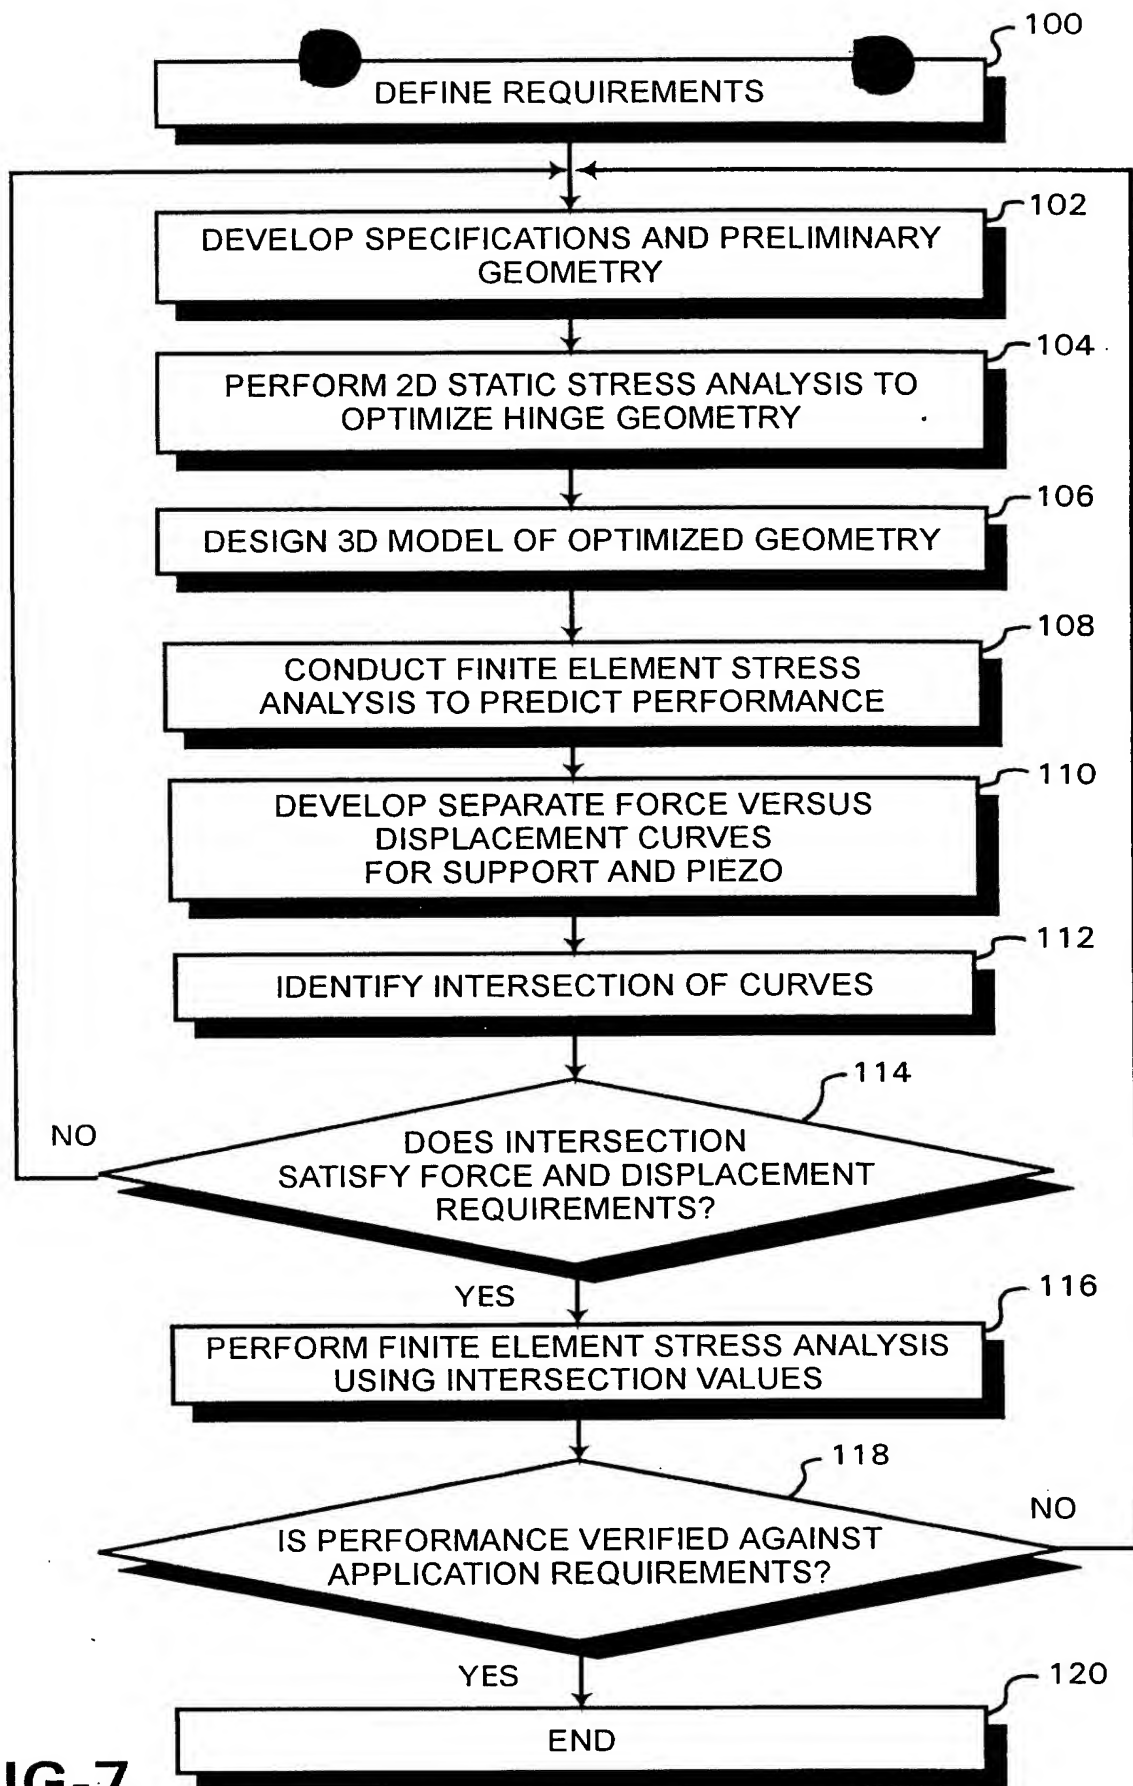 100
DEFINE REQUIREMENTS
102
DEVELOP SPECIFICATIONS AND PRELIMINARY
GEOMETRY
104
PERFORM 2D STATIC STRESS ANALYSIS TO
OPTIMIZE HINGE GEOMETRY
106
DESIGN 3D MODEL OF OPTIMIZED GEOMETRY
108
CONDUCT FINITE ELEMENT STRESS
ANALYSIS TO PREDICT PERFORMANCE
110
DEVELOP SEPARATE FORCE VERSUS
DISPLACEMENT CURVES
FOR SUPPORT AND PIEZO
112
IDENTIFY INTERSECTION OF CURVES
114
NO
DOES INTERSECTION
SATISFY FORCE AND DISPLACEMENT
REQUIREMENTS?
YES
116
PERFORM FINITE ELEMENT STRESS ANALYSIS
USING INTERSECTION VALUES
118
NO
IS PERFORMANCE VERIFIED AGAINST
APPLICATION REQUIREMENTS?
YES
120
END
IG-7